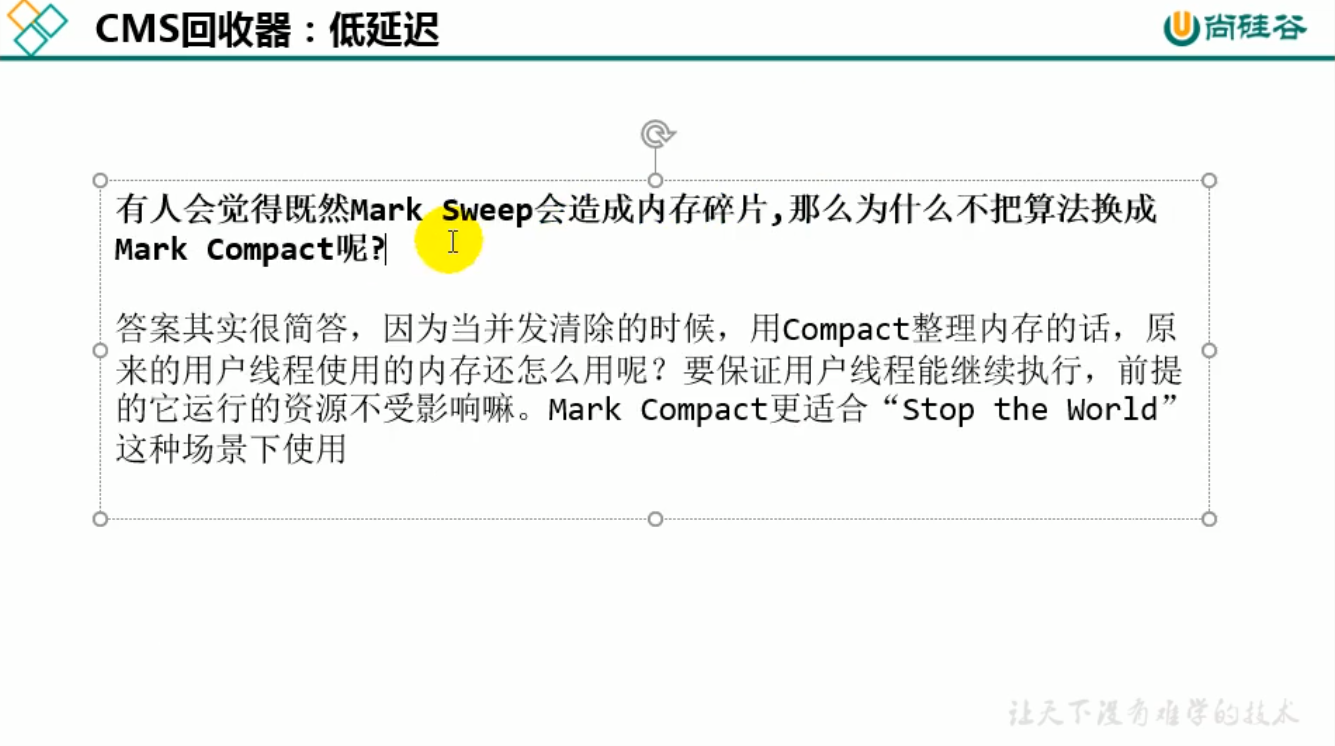 CMS回收器：低延迟
尚硅谷
有人会觉得既然Mark Sweep会造成内存碎片,那么为什么不把算法换成
Mark Compact呢?
答案其实很简答，因为当并发清除的时候，用Compact整理内存的话，原
来的用户线程使用的内存还怎么用呢？要保证用户线程能继续执行，前提
的它运行的资源不受影响嘛。Mark Compact更适合“Stop the World”
这种场景下使用
让天下没有难学的技术